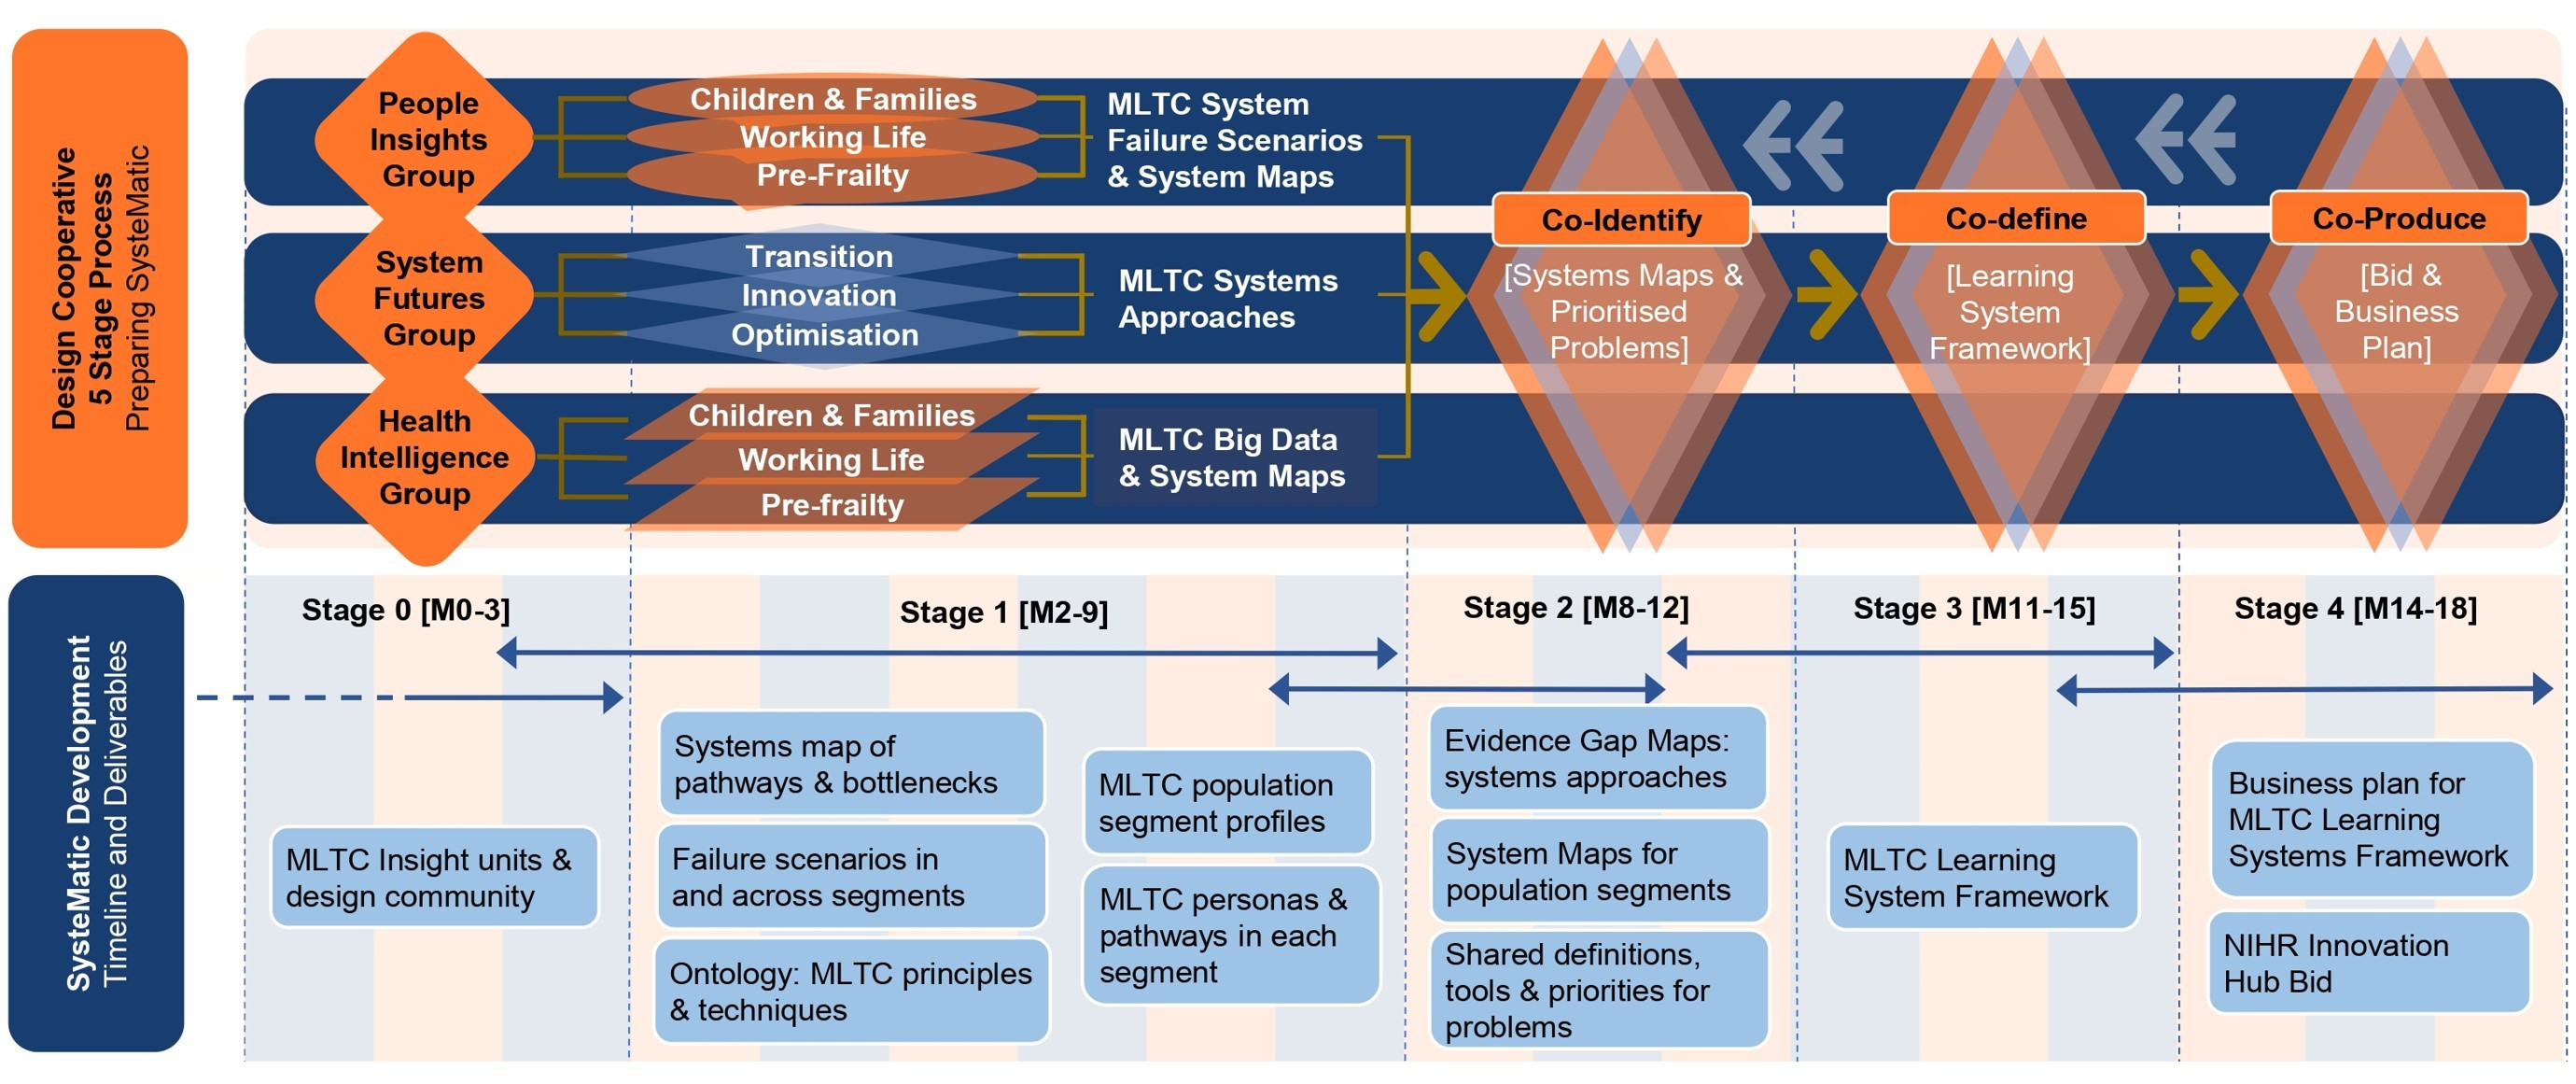 Design Cooperative
5 Stage Process
Preparing SysteMatic
People
Insights
Group
Children & Families
Working Life
Pre-Frailty
MLTC System
Failure Scenarios
& System Maps
System
Futures
Group
Transition
Innovation
Optimisation
MLTC Systems
Approaches
Health
Intelligence
Group
Children & Families
Working Life
Pre-frailty
MLTC Big Data
& System Maps
Co-Identify
[Systems Maps &
Prioritised
Problems]
Co-define
[Learning
System
Framework]
Co-Produce
[Bid &
Business
Plan]
SysteMatic Development
Timeline and Deliverables
Stage 0 [M0-3]
MLTC Insight units &
design community
Stage 1 [M2-9]
Systems map of
pathways & bottlenecks
Failure scenarios in
and across segments
Ontology: MLTC principles
& techniques
MLTC population
segment profiles
MLTC personas &
pathways in each
segment
Stage 2 [M8-12]
Evidence Gap Maps:
systems approaches
System Maps for
population segments
Shared definitions,
tools & priorities for
problems
Stage 3 [M11-15]
MLTC Learning
System Framework
Stage 4 [M14-18]
Business plan for
MLTC Learning
Systems Framework
NIHR Innovation
Hub Bid